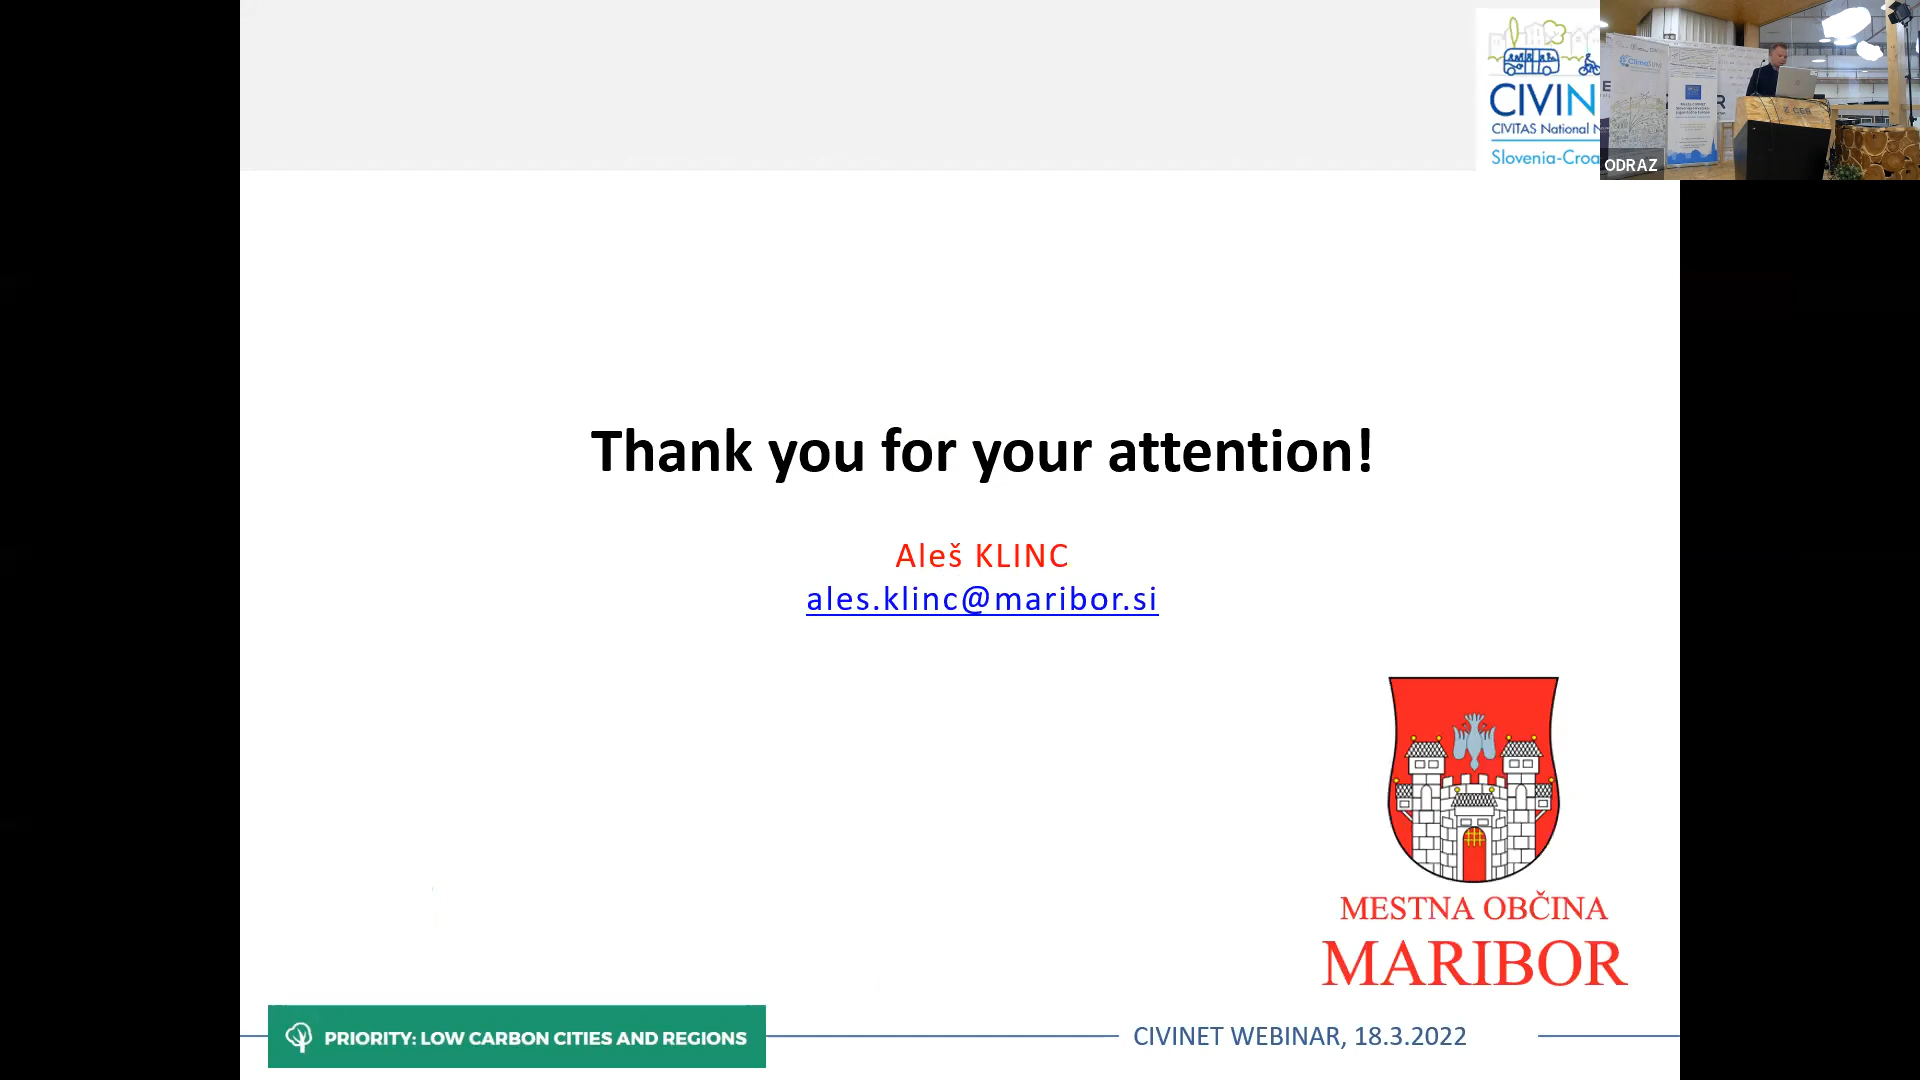 CIVIN
CIVITAS National N
Slovenia-Croa
ODRAZ
Thank you for your attention!
Aleš KLINC
ales.klinc@maribor.si
MESTNA OBČINA
MARIBOR
PRIORITY: LOW CARBON CITIES AND REGIONS
CIVINET WEBINAR, 18.3.2022